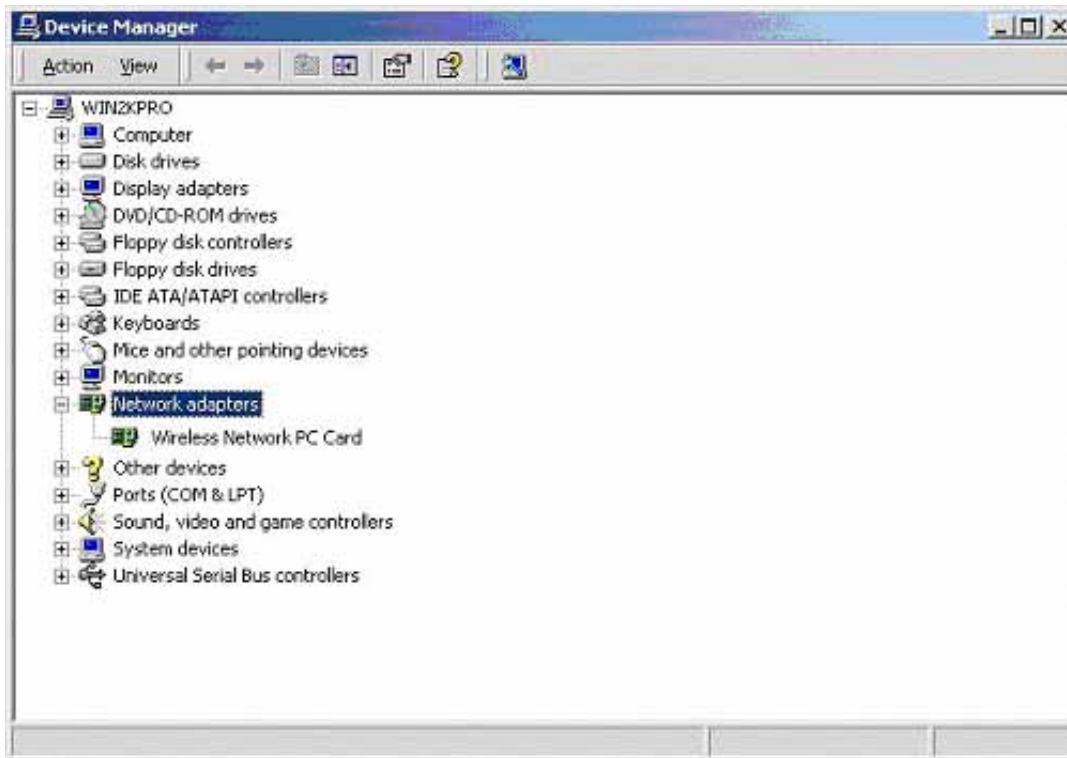 Device Manager
Action View
WIN2KPRO
Computer
Disk drives
Display adapters
DVD/CD-ROM drives
Floppy disk controllers
Floppy disk drives
IDE ATA/ATAPI controllers
Keyboards
Mice and other pointing devices
Monitors
Network adapters
Wireless Network PC Card
Other devices
Ports (COM & LPT)
Sound, video and game controllers
System devices
Universal Serial Bus controllers